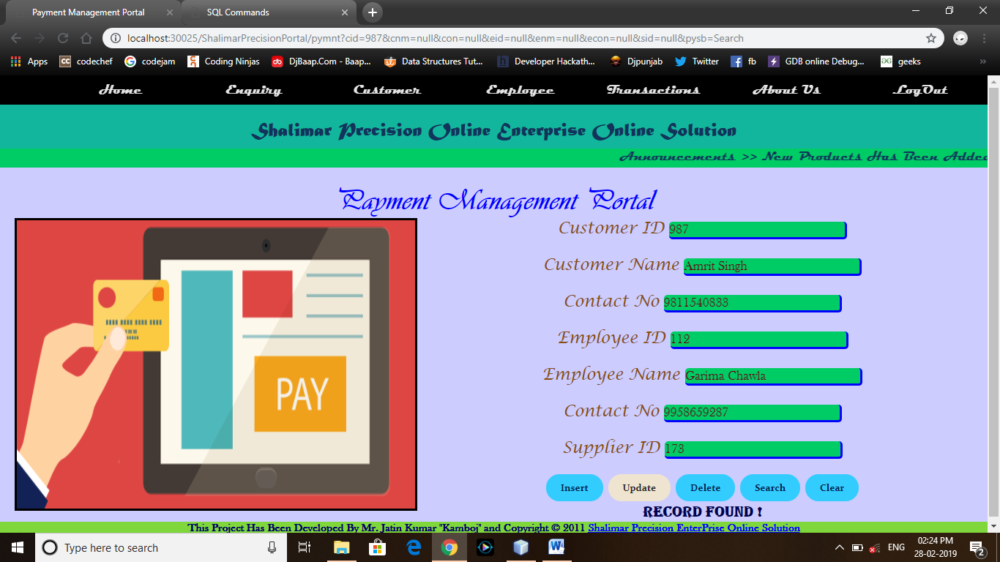 Payment Management Portal
SQL Commands
localhost:30025/ShalimarPrecisionPortal/pymnt?cid=987&cnm=null&con=null&eid=null&enm=null&econ=null&sid=null&pysb=Search
Apps codechef codejam Coding Ninjas DjBaap.Com - Baap... Data Structures Tut... Developer Hackath... Djpunjab Twitter fb GDB online Debug... geeks »
Home Enquiry Customer Employee Transactions About Us LogOut
Shalimar Precision Online Enterprise Online Solution
Announcements >> New Products Has Been Added
Payment Management Portal
Customer ID 987
Customer Name Amrit Singh
Contact No 9811540833
Employee ID 112
Employee Name Garima Chawla
Contact No 9958659287
Supplier ID 173
PAY
Insert Update Delete Search Clear
RECORD FOUND !
This Project Has Been Developed By Mr. Jatin Kumar "Kamboj" and Copyright © 2011 Shalimar Precision EnterPrise Online Solution
Type here to search
ENG
02:24 PM
28-02-2019
2